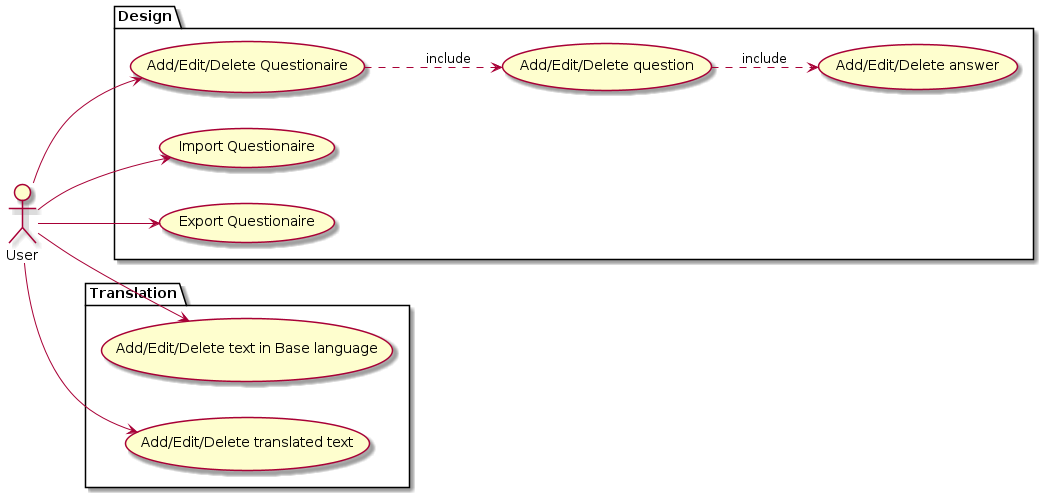 Design
Add/Edit/Delete Questionaire
include
Add/Edit/Delete question
include
Add/Edit/Delete answer
Import Questionaire
Export Questionaire
User
Translation
Add/Edit/Delete text in Base language
Add/Edit/Delete translated text